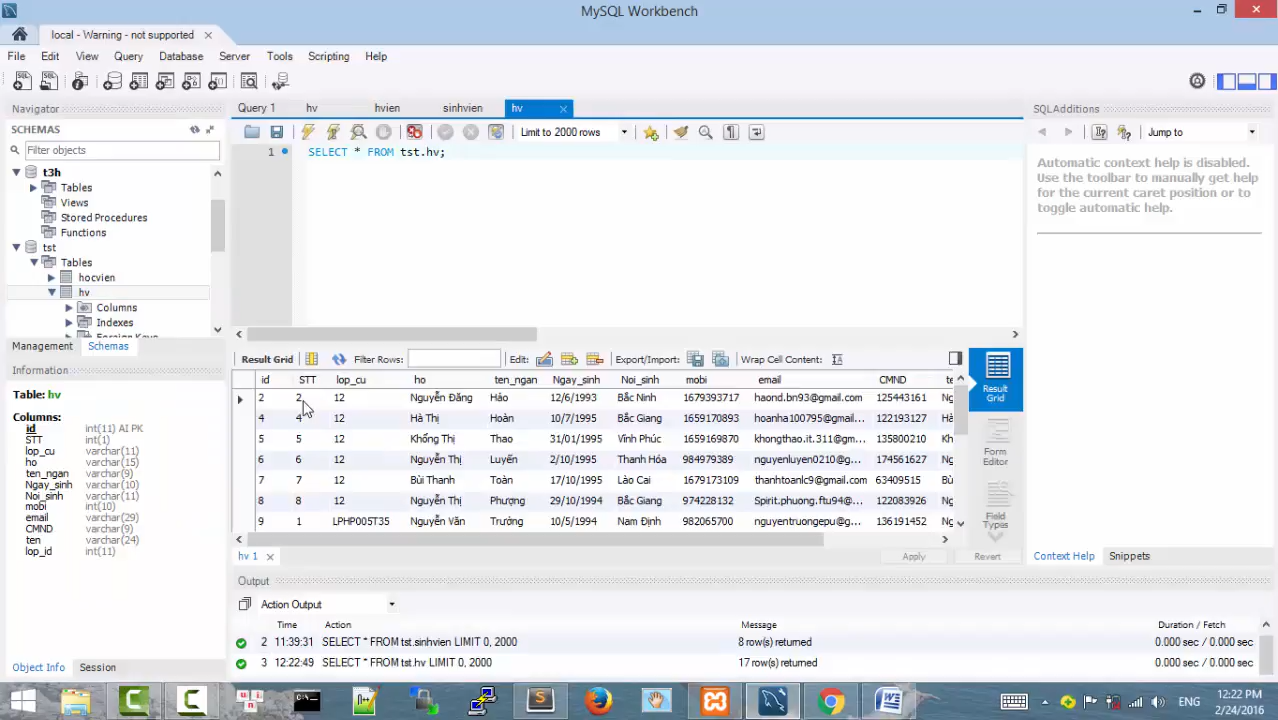 MySQL Workbench
local - Warning - not supported
File Edit View Query Database Server Tools Scripting Help
Navigator
SCHEMAS
Filter objects
t3h
Tables
Views
Stored Procedures
Functions
tst
Tables
hocvien
hv
Columns
Indexes
Foreign Keys
Management Schemas
Information
Table: hv
Columns:
id int(11) AI PK
STT int(1)
lop_cu varchar(11)
ho varchar(15)
ten_ngan varchar(9)
Ngay_sinh varchar(10)
Noi_sinh varchar(11)
mobi int(10)
email varchar(29)
CMND varchar(9)
ten varchar(24)
lop_id int(11)
Object Info Session
Query 1 hv hvien sinhvien hv
Limit to 2000 rows
1 SELECT * FROM tst.hv;
Result Grid Filter Rows: Edit: Export/Import: Wrap Cell Content:
id STT lop_cu ho ten_ngan Ngay_sinh Noi_sinh mobi email CMND te
2 2 12 Nguyễn Đăng Hảo 12/6/1993 Bắc Ninh 1679393717 haond.bn93@gmail.com 125443161 Ng
4 4 12 Hà Thị Hoàn 10/7/1995 Bắc Giang 1659170893 hoanha100795@gmail.... 122193127 Hà
5 5 12 Khổng Thị Thao 31/01/1995 Vĩnh Phúc 1659169870 khongthao.it.311@gm... 135800210 Kh
6 6 12 Nguyễn Thị Luyến 2/10/1995 Thanh Hóa 984979389 nguyenluyen0210@g... 174561627 Ng
7 7 12 Bùi Thanh Toàn 17/10/1995 Lào Cai 1679173109 thanhtoanlc9@gmail.... 63409515 Bù
8 12 Nguyễn Thị Phượng 29/10/1994 Bắc Giang 974228132 Spirit.phuong.ftu94@... 122083926 Ng
9 LPHP005T35 Nguyễn Văn Trưởng 10/5/1994 Nam Định 982065700 nguyentruongepu@g... 136191452 Ng
Result Grid
Form Editor
Field Types
hv 1 Apply Revert
SQLAdditions
Jump to
Automatic context help is disabled.
Use the toolbar to manually get help
for the current caret position or to
toggle automatic help.
Context Help Snippets
Output
Action Output
Time Action Message Duration / Fetch
2 11:39:31 SELECT * FROM tst.sinhvien LIMIT 0, 2000 8 row(s) returned 0.000 sec / 0.000 sec
3 12:22:49 SELECT * FROM tst.hv LIMIT 0, 2000 17 row(s) returned 0.000 sec / 0.000 sec
ENG 12:22 PM
2/24/2016